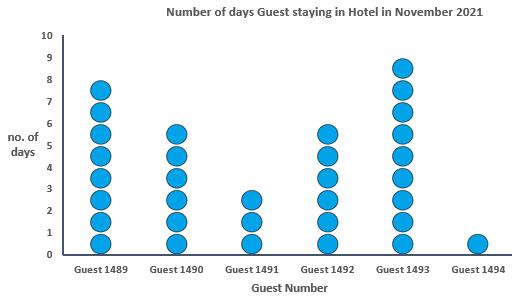 Number of days Guest staying in Hotel in November 2021
10
9
8
7
6
5
4
3
2
1
0
no. of
days
Guest 1489 Guest 1490 Guest 1491 Guest 1492 Guest 1493 Guest 1494
Guest Number